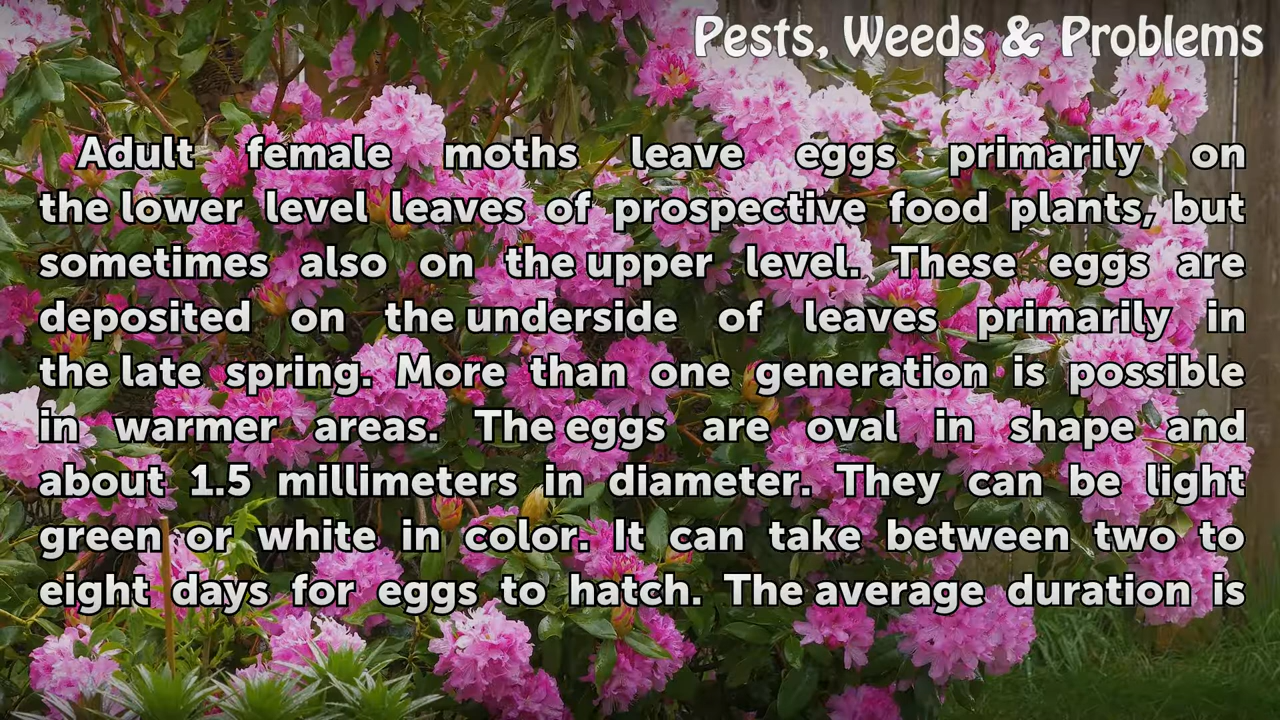 Pests, Weeds & Problems
Adult female moths leave eggs primarily on
the lower level leaves of prospective food plants, but
sometimes also on the upper level. These eggs are
deposited on the underside of leaves primarily in
the late spring. More than one generation is possible
in warmer areas. The eggs are oval in shape and
about 1.5 millimeters in diameter. They can be light
green or white in color. It can take between two to
eight days for eggs to hatch. The average duration is